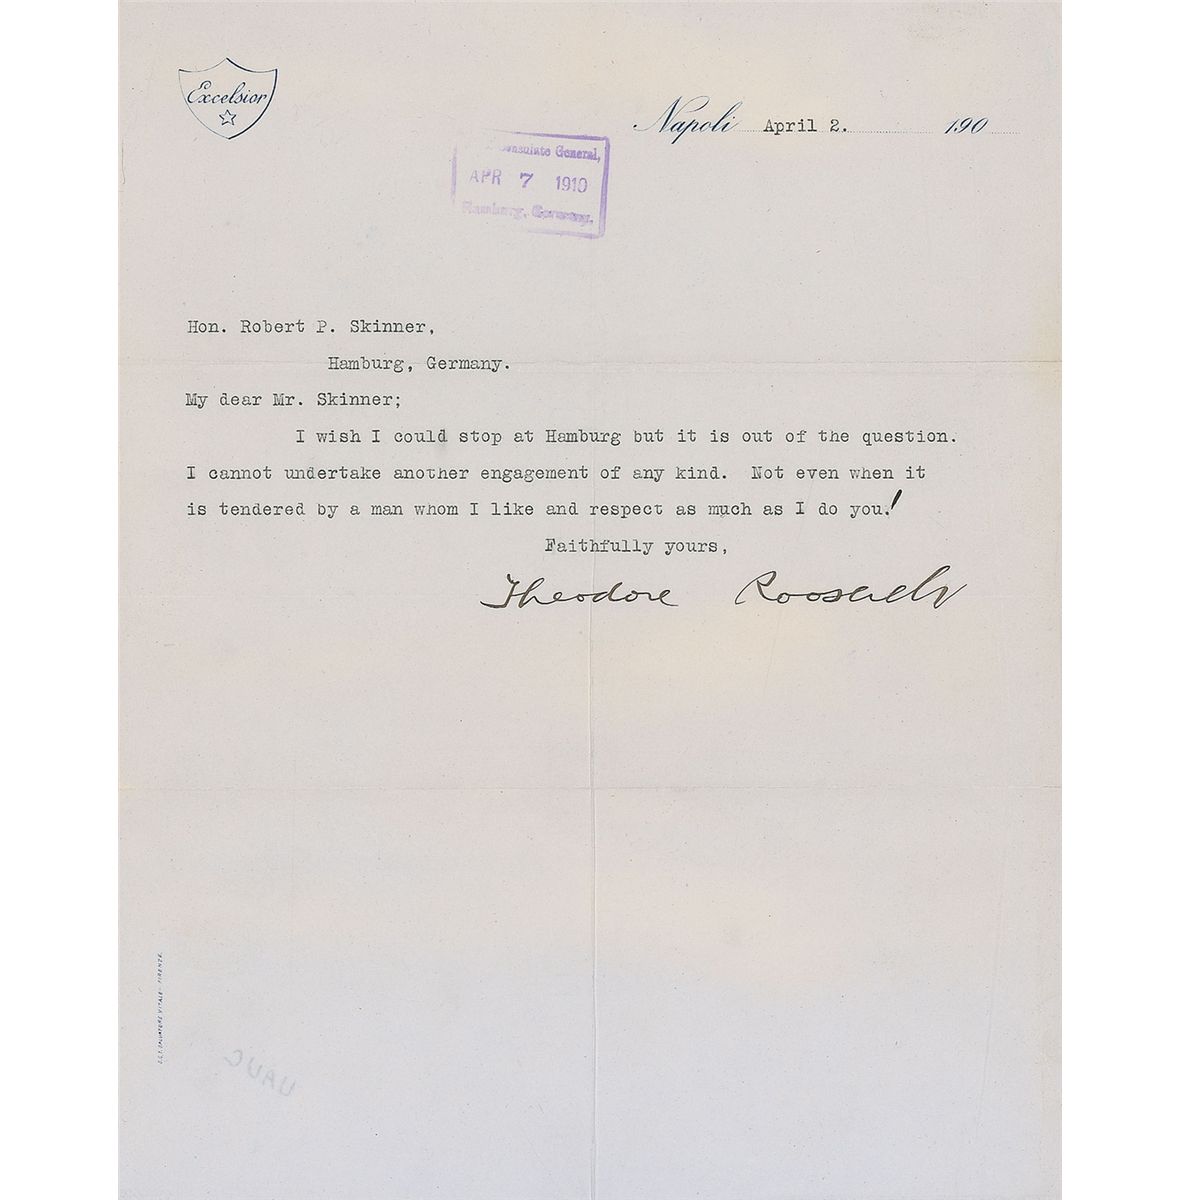 Excelsior
Napoli April 2. 190
Consulate General,
APR 7 1910
Hamburg, Germany.
Hon. Robert P. Skinner,
Hamburg, Germany.
My dear Mr. Skinner;
I wish I could stop at Hamburg but it is out of the question.
I cannot undertake another engagement of any kind. Not even when it
is tendered by a man whom I like and respect as much as I do you!
Faithfully yours,
Theodore Roosevelt
SALVATORE VITALE - FIRENZE.